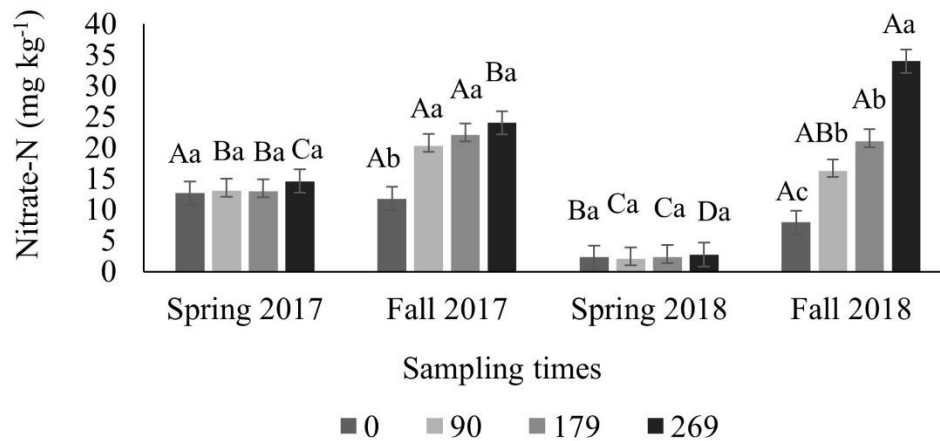 Nitrate-N (mg kg⁻¹)
40
35
30
25
20
15
10
5
0
Aa Ba Ba Ca
Ab Aa Aa Ba
Ba Ca Ca Da
Ac ABb Ab Aa
Spring 2017 Fall 2017 Spring 2018 Fall 2018
Sampling times
0 90 179 269